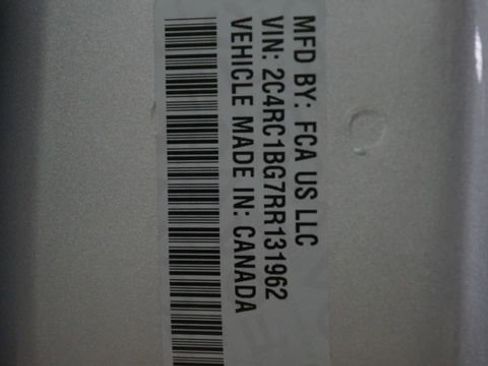 MFD BY: FCA US LLC
VIN: 2C4RC1BG7RR131962
VEHICLE MADE IN: CANADA